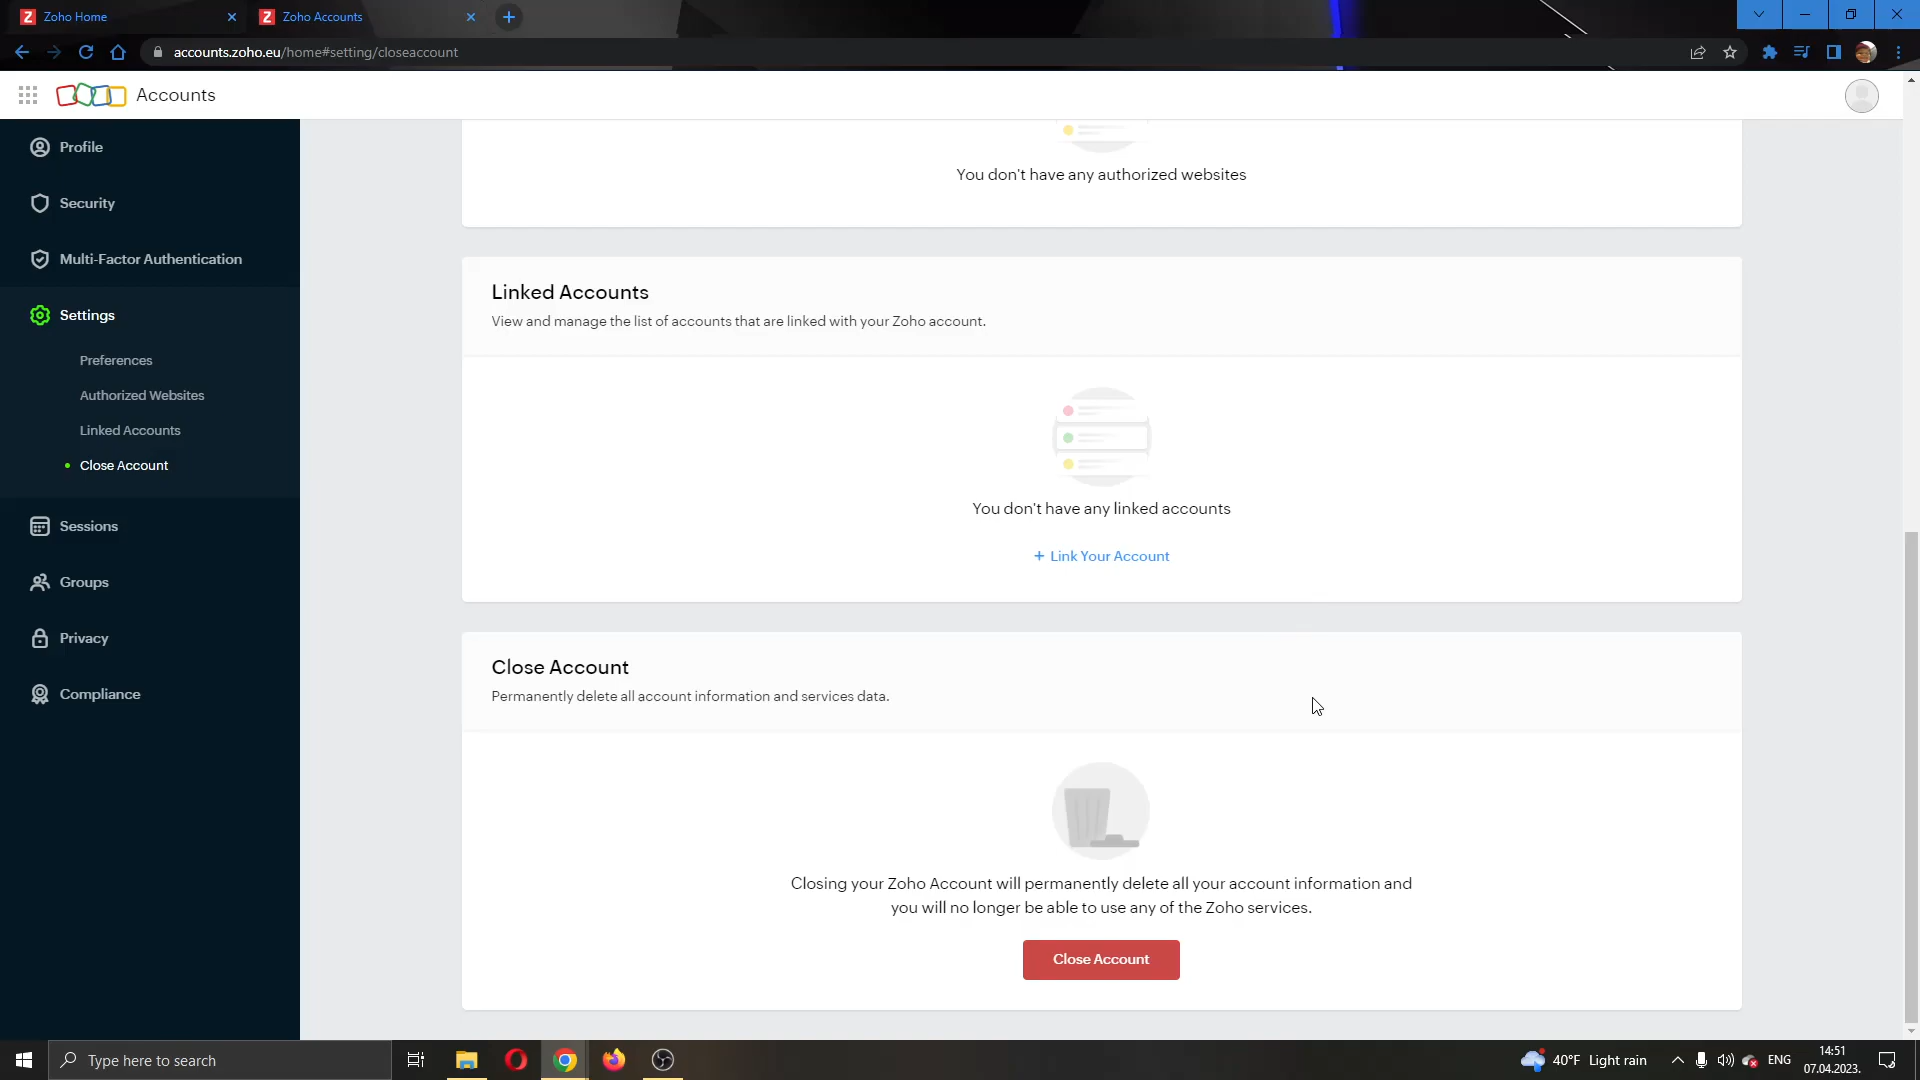 Zoho Home
Zoho Accounts
accounts.zoho.eu/home#setting/closeaccount
Accounts
Profile
Security
Multi-Factor Authentication
Settings
Preferences
Authorized Websites
Linked Accounts
Close Account
Sessions
Groups
Privacy
Compliance
You don't have any authorized websites
Linked Accounts
View and manage the list of accounts that are linked with your Zoho account.
You don't have any linked accounts
+ Link Your Account
Close Account
Permanently delete all account information and services data.
Closing your Zoho Account will permanently delete all your account information and
you will no longer be able to use any of the Zoho services.
Close Account
Type here to search
40°F Light rain
ENG
14:51
07.04.2023.